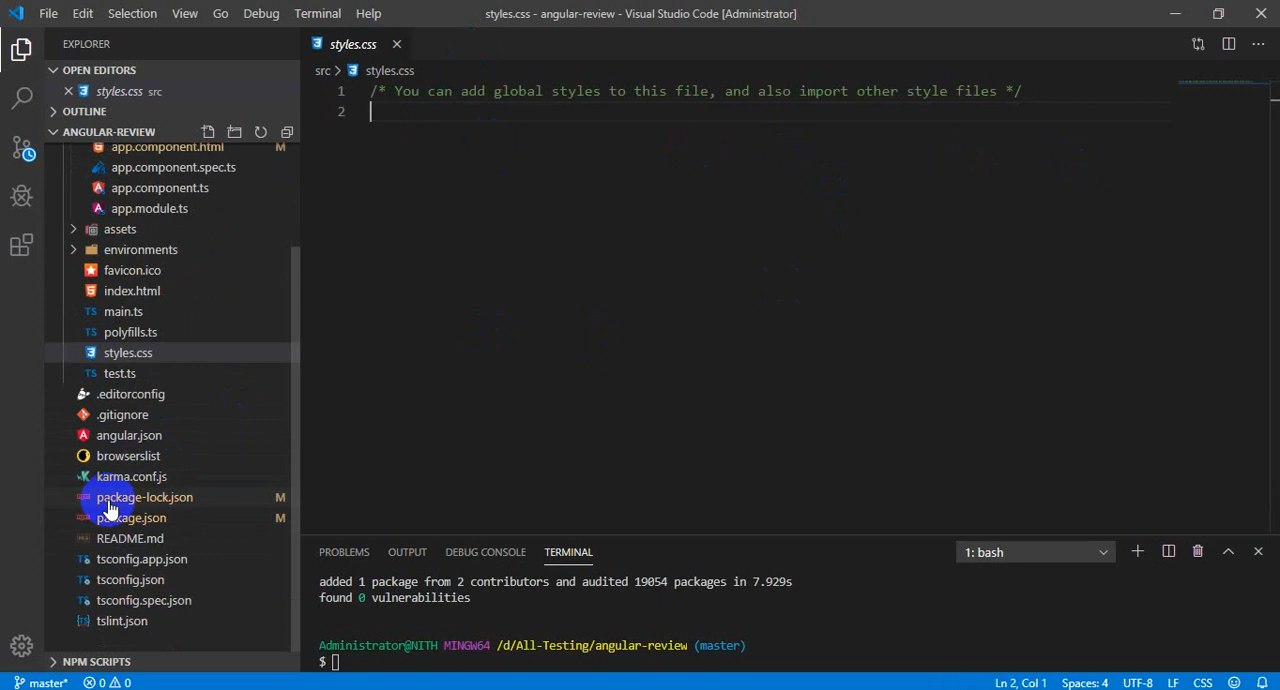 File Edit Selection View Go Debug Terminal Help
styles.css - angular-review - Visual Studio Code [Administrator]
EXPLORER
OPEN EDITORS
styles.css src
OUTLINE
ANGULAR-REVIEW
app.component.html M
app.component.spec.ts
app.component.ts
app.module.ts
assets
environments
favicon.ico
index.html
main.ts
polyfills.ts
styles.css
test.ts
.editorconfig
.gitignore
angular.json
browserslist
karma.conf.js
package-lock.json M
package.json M
README.md
tsconfig.app.json
tsconfig.json
tsconfig.spec.json
tslint.json
NPM SCRIPTS
styles.css
src > styles.css
1 /* You can add global styles to this file, and also import other style files */
2
PROBLEMS OUTPUT DEBUG CONSOLE TERMINAL
1: bash
added 1 package from 2 contributors and audited 19054 packages in 7.929s
found 0 vulnerabilities
Administrator@NITH MINGW64 /d/All-Testing/angular-review (master)
$
master* 0 0
Ln 2, Col 1 Spaces: 4 UTF-8 LF CSS